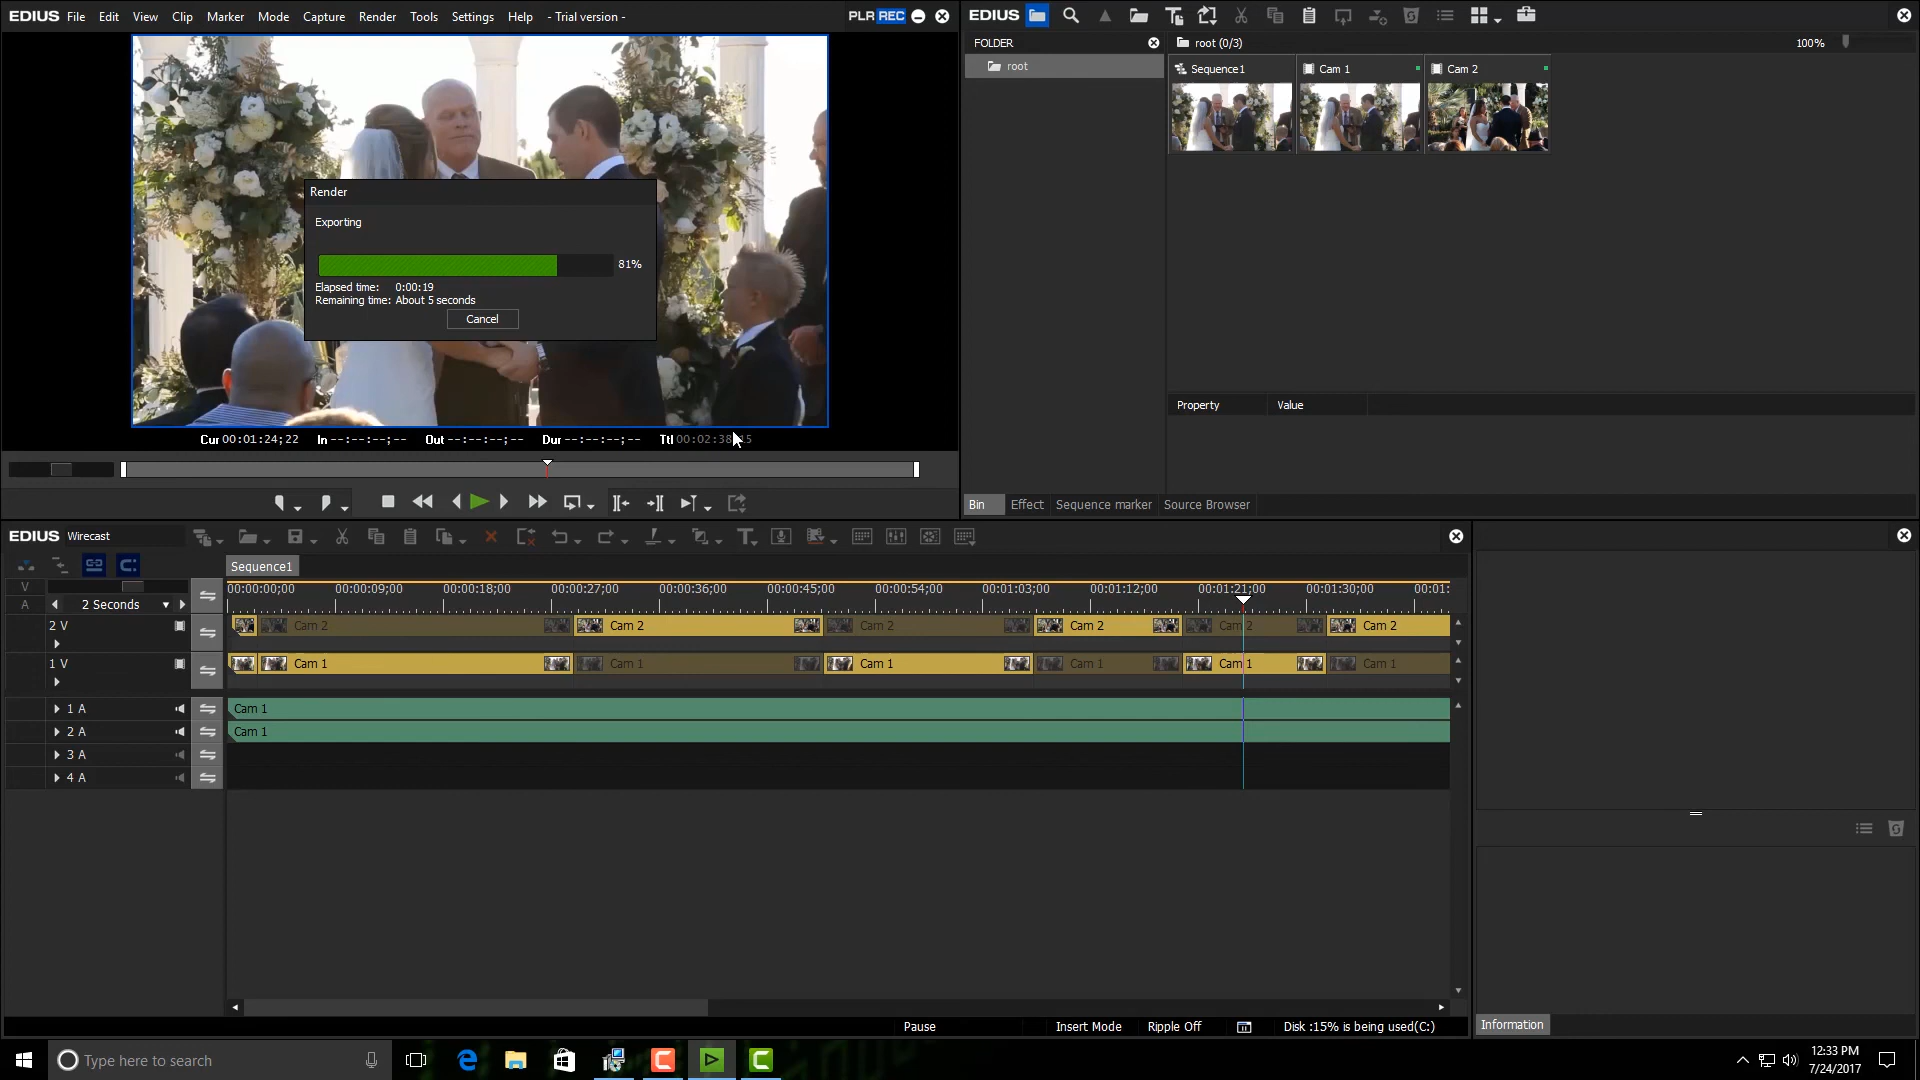 EDIUS File Edit View Clip Marker Mode Capture Render Tools Settings Help - Trial version - PLR REC
EDIUS
FOLDER
root
root (0/3)
100%
Sequence1
Cam 1
Cam 2
Render
Exporting
81%
Elapsed time: 0:00:19
Remaining time: About 5 seconds
Cancel
Cur 00:01:24;22 In --:--:--;-- Out --:--:--;-- Dur --:--:--;-- Ttl
Property Value
Bin Effect Sequence marker Source Browser
EDIUS Wirecast
Sequence1
V
A
2 Seconds
00:00:00;00 00:00:09;00 00:00:18;00 00:00:27;00 00:00:36;00 00:00:45;00 00:00:54;00 00:01:03;00 00:01:12;00 00:01:21;00 00:01:30;00 00:01:
2 V Cam 2 Cam 2 Cam 2 Cam 2 Cam 2 Cam 2
1 V Cam 1 Cam 1 Cam 1 Cam 1 Cam 1 Cam 1
1 A Cam 1
2 A Cam 1
3 A
4 A
Pause Insert Mode Ripple Off Disk :15% is being used(C:)
Information
Type here to search
12:33 PM
7/24/2017